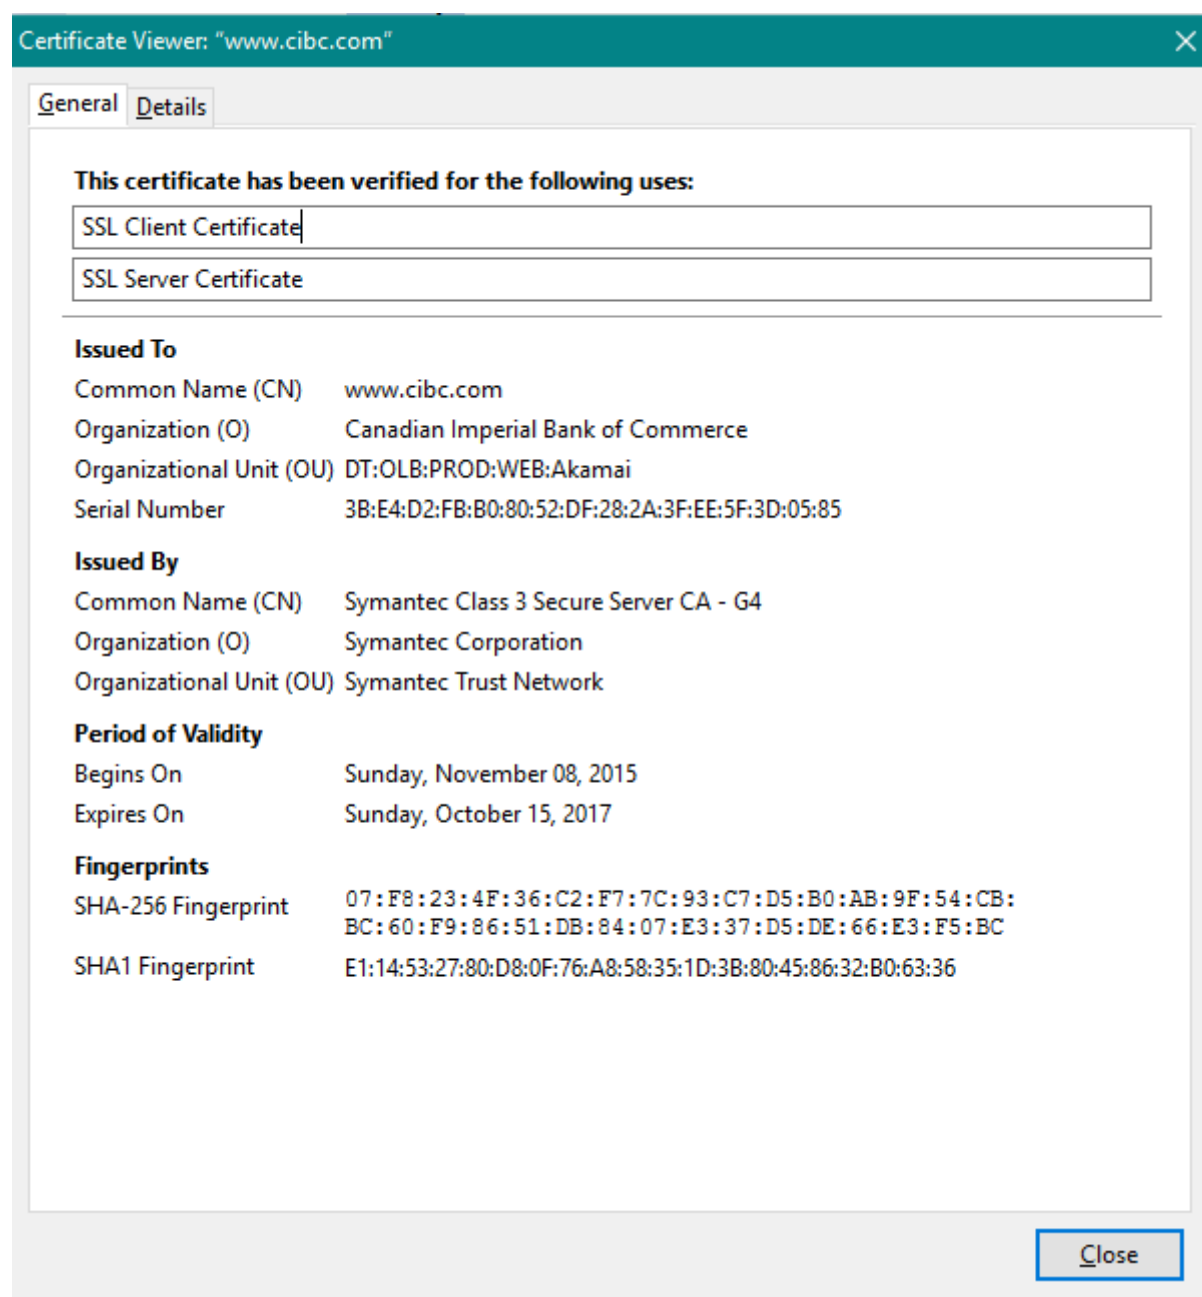 Certificate Viewer: “www.cibc.com”
General Details
This certificate has been verified for the following uses:
SSL Client Certificate
SSL Server Certificate
Issued To
Common Name (CN) www.cibc.com
Organization (O) Canadian Imperial Bank of Commerce
Organizational Unit (OU) DT:OLB:PROD:WEB:Akamai
Serial Number 3B:E4:D2:FB:B0:80:52:DF:28:2A:3F:EE:5F:3D:05:85
Issued By
Common Name (CN) Symantec Class 3 Secure Server CA - G4
Organization (O) Symantec Corporation
Organizational Unit (OU) Symantec Trust Network
Period of Validity
Begins On Sunday, November 08, 2015
Expires On Sunday, October 15, 2017
Fingerprints
SHA-256 Fingerprint 07:F8:23:4F:36:C2:F7:7C:93:C7:D5:B0:AB:9F:54:CB:
BC:60:F9:86:51:DB:84:07:E3:37:D5:DE:66:E3:F5:BC
SHA1 Fingerprint E1:14:53:27:80:D8:0F:76:A8:58:35:1D:3B:80:45:86:32:B0:63:36
Close